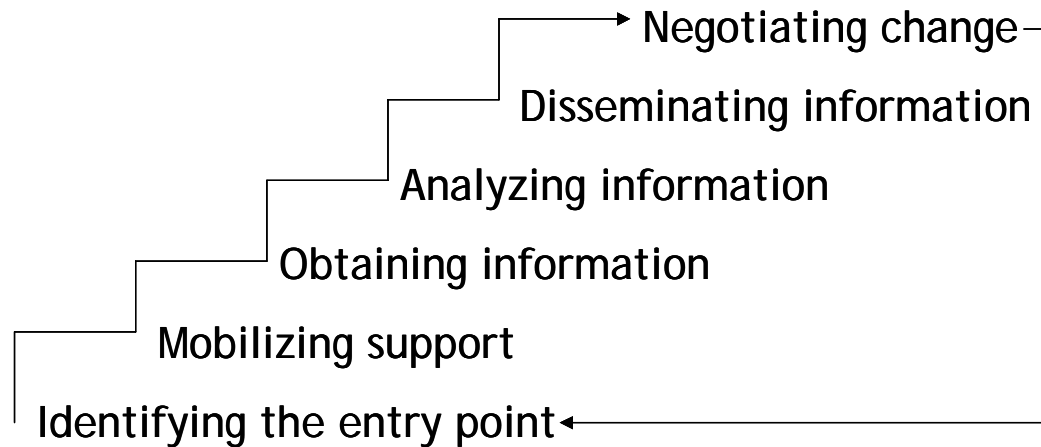 Negotiating change
Disseminating information
Analyzing information
Obtaining information
Mobilizing support
Identifying the entry point